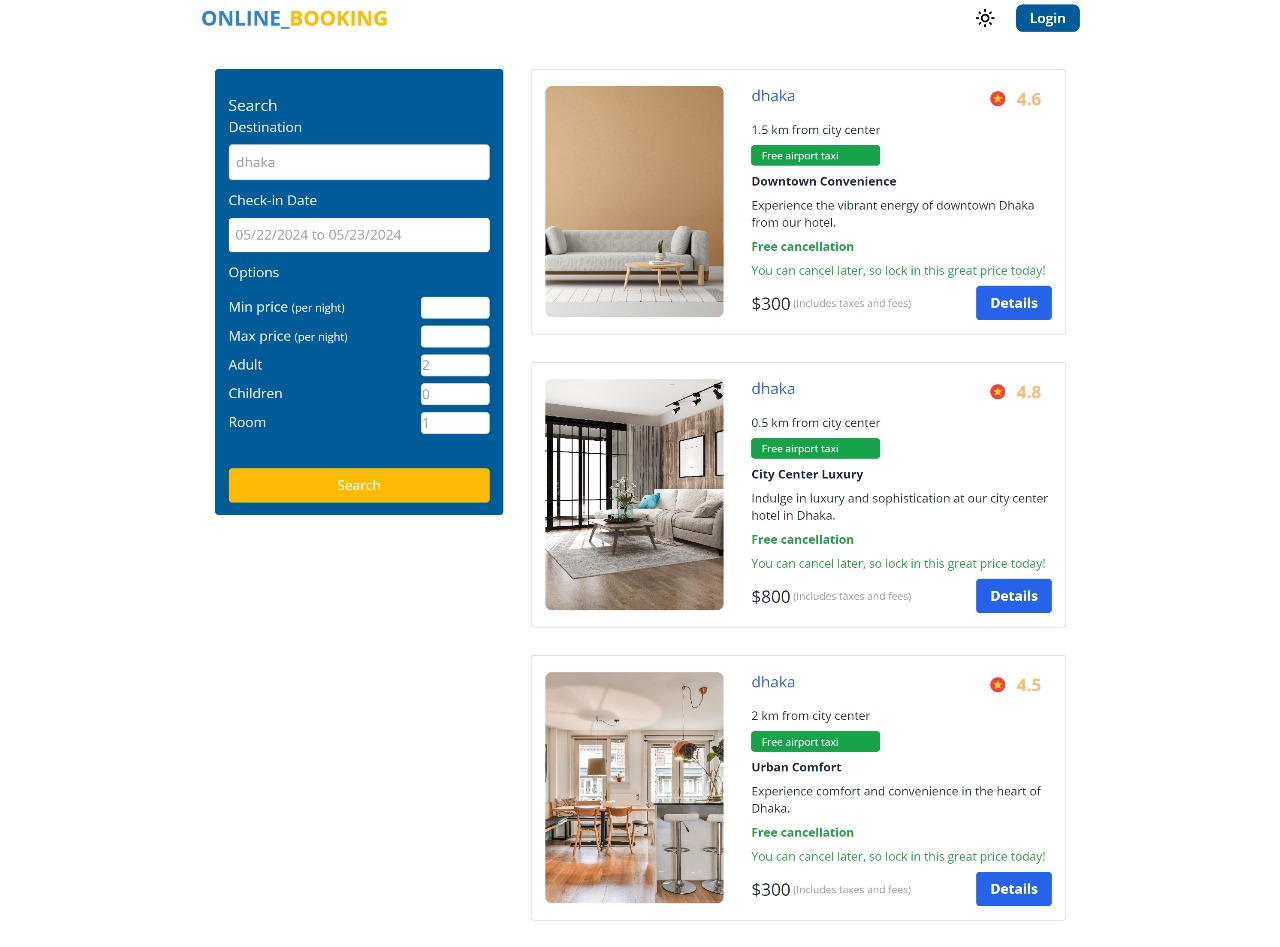 ONLINE_BOOKING
Login
Search
Destination
dhaka
Check-in Date
05/22/2024 to 05/23/2024
Options
Min price (per night)
Max price (per night)
Adult 2
Children 0
Room 1
Search
dhaka 4.6
1.5 km from city center
Free airport taxi
Downtown Convenience
Experience the vibrant energy of downtown Dhaka
from our hotel.
Free cancellation
You can cancel later, so lock in this great price today!
$300 (Includes taxes and fees) Details
dhaka 4.8
0.5 km from city center
Free airport taxi
City Center Luxury
Indulge in luxury and sophistication at our city center
hotel in Dhaka.
Free cancellation
You can cancel later, so lock in this great price today!
$800 (Includes taxes and fees) Details
dhaka 4.5
2 km from city center
Free airport taxi
Urban Comfort
Experience comfort and convenience in the heart of
Dhaka.
Free cancellation
You can cancel later, so lock in this great price today!
$300 (Includes taxes and fees) Details